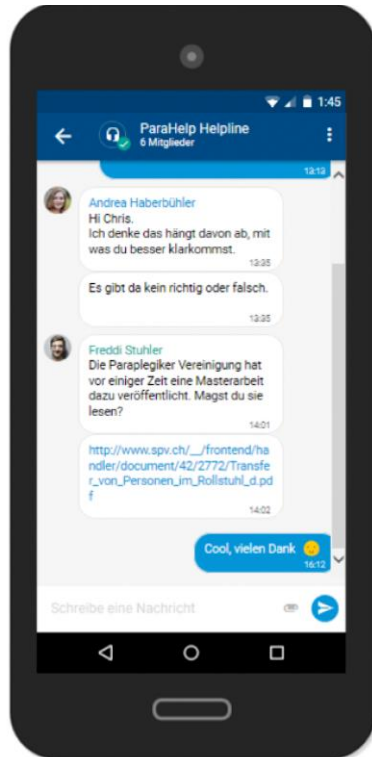 1:45
ParaHelp Helpline
6 Mitglieder
13:13
Andrea Haberbühler
Hi Chris.
Ich denke das hängt davon ab, mit
was du besser klarkommst.
13:35
Es gibt da kein richtig oder falsch.
13:35
Freddi Stuhler
Die Paraplegiker Vereinigung hat
vor einiger Zeit eine Masterarbeit
dazu veröffentlicht. Magst du sie
lesen?
14:01
http://www.spv.ch/__/frontend/ha
ndler/document/42/2772/Transfe
r_von_Personen_im_Rollstuhl_d.pd
f
14:02
Cool, vielen Dank 🙂
16:12
Schreibe eine Nachricht